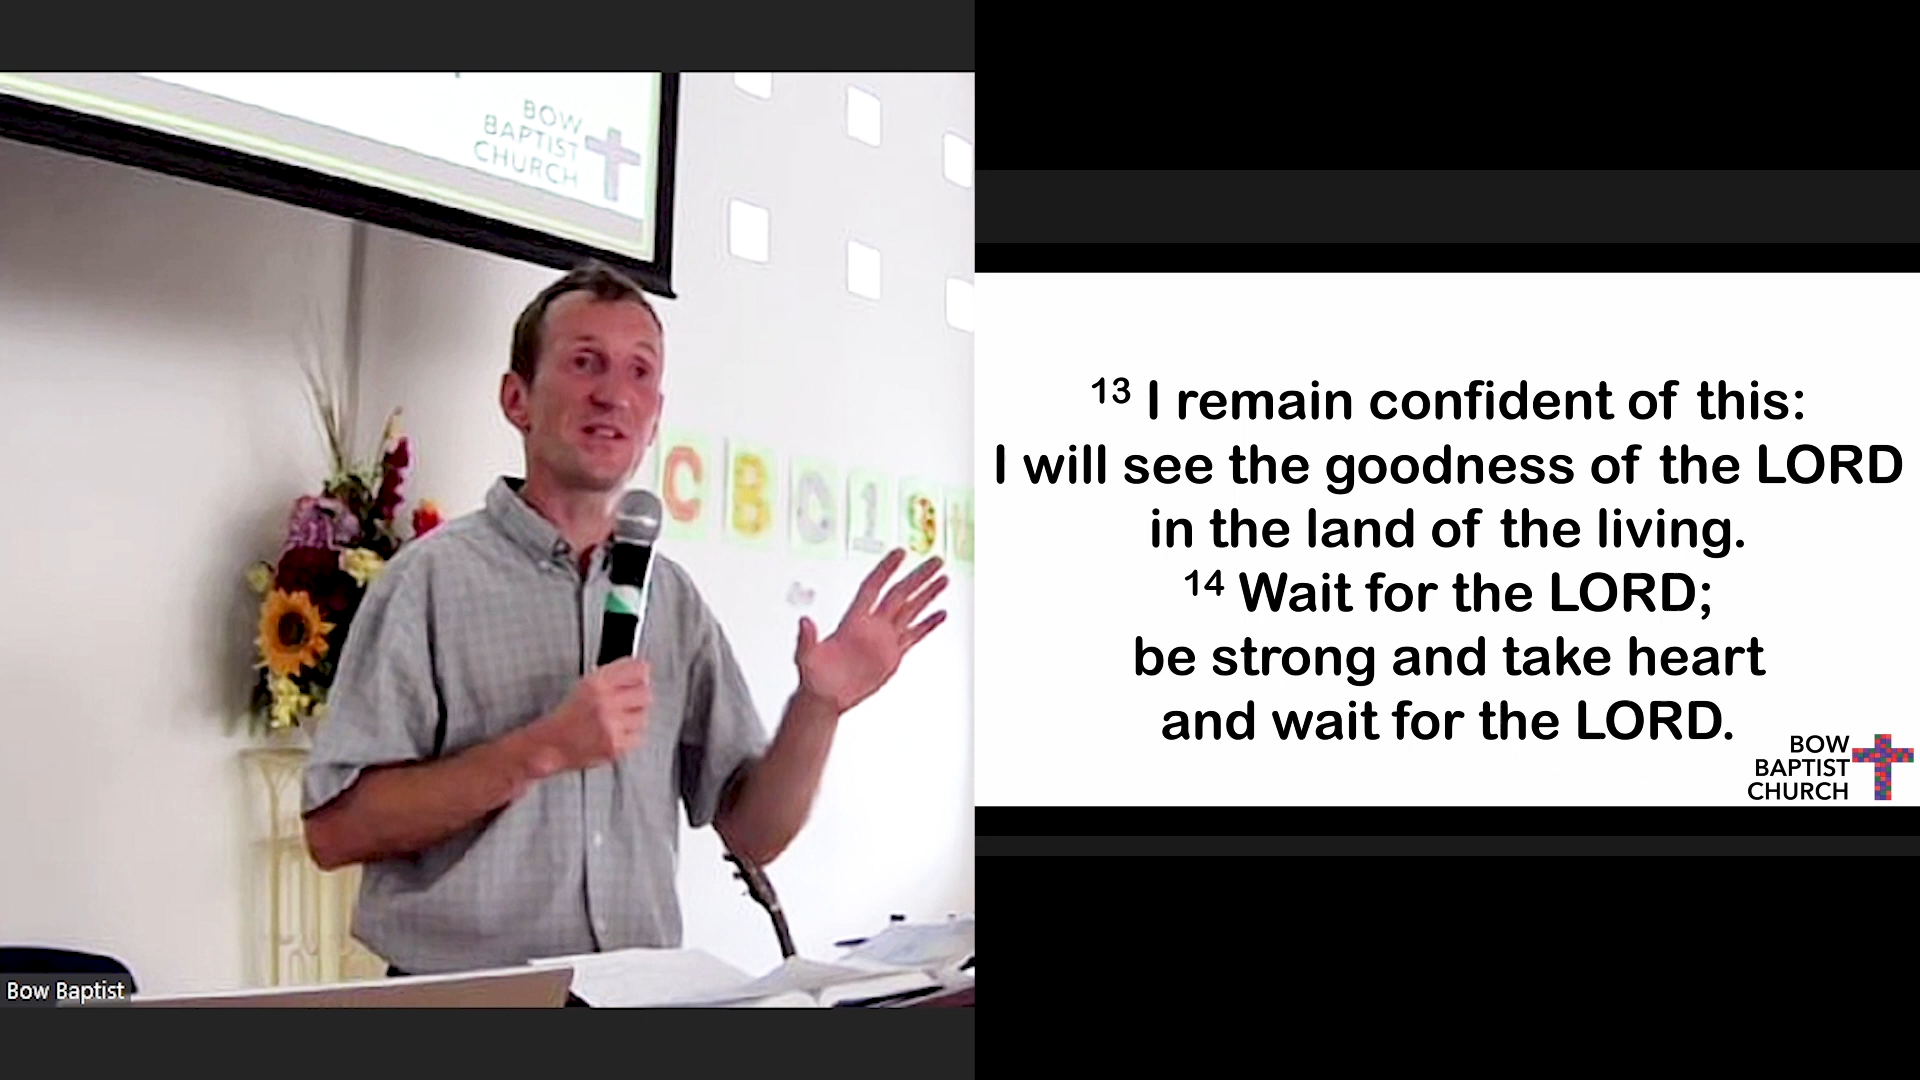 BOW
BAPTIST
CHURCH
C B C 1 9
Bow Baptist
13 I remain confident of this:
I will see the goodness of the LORD
in the land of the living.
14 Wait for the LORD;
be strong and take heart
and wait for the LORD.
BOW
BAPTIST
CHURCH